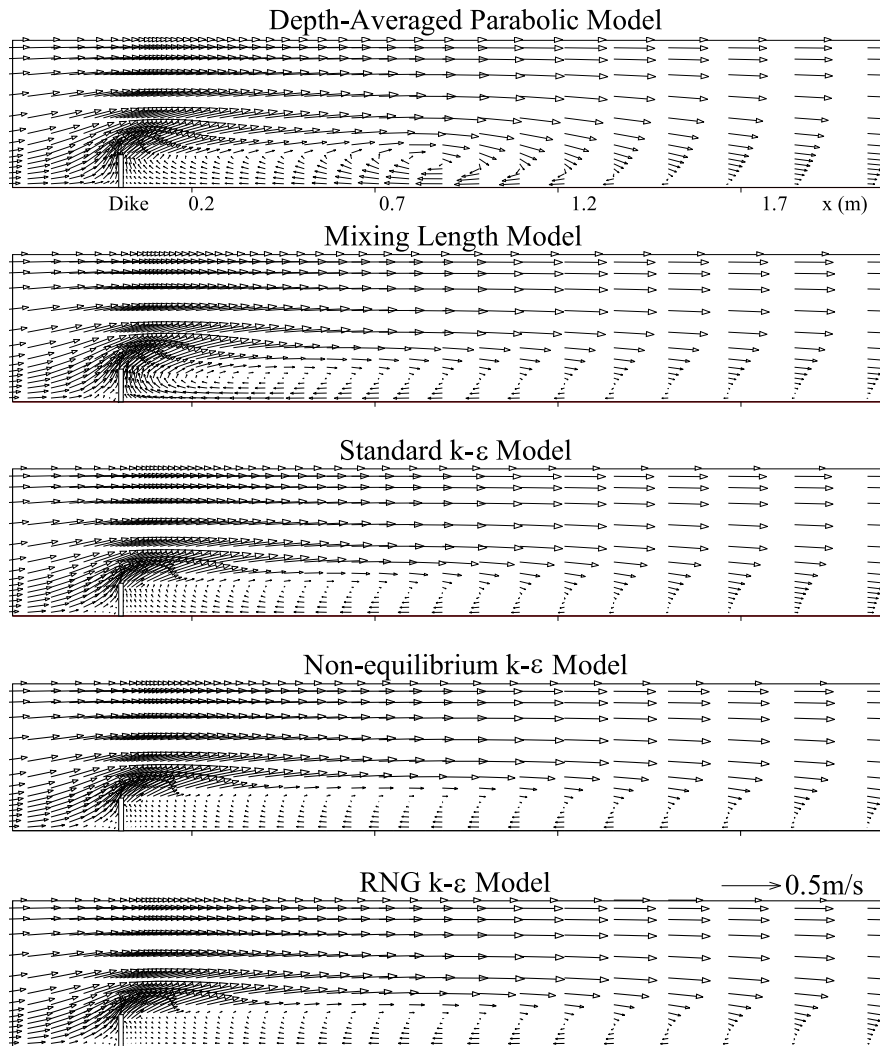 Depth-Averaged Parabolic Model
Dike 0.2 0.7 1.2 1.7 x (m)
Mixing Length Model
Standard k-ε Model
Non-equilibrium k-ε Model
RNG k-ε Model
0.5m/s